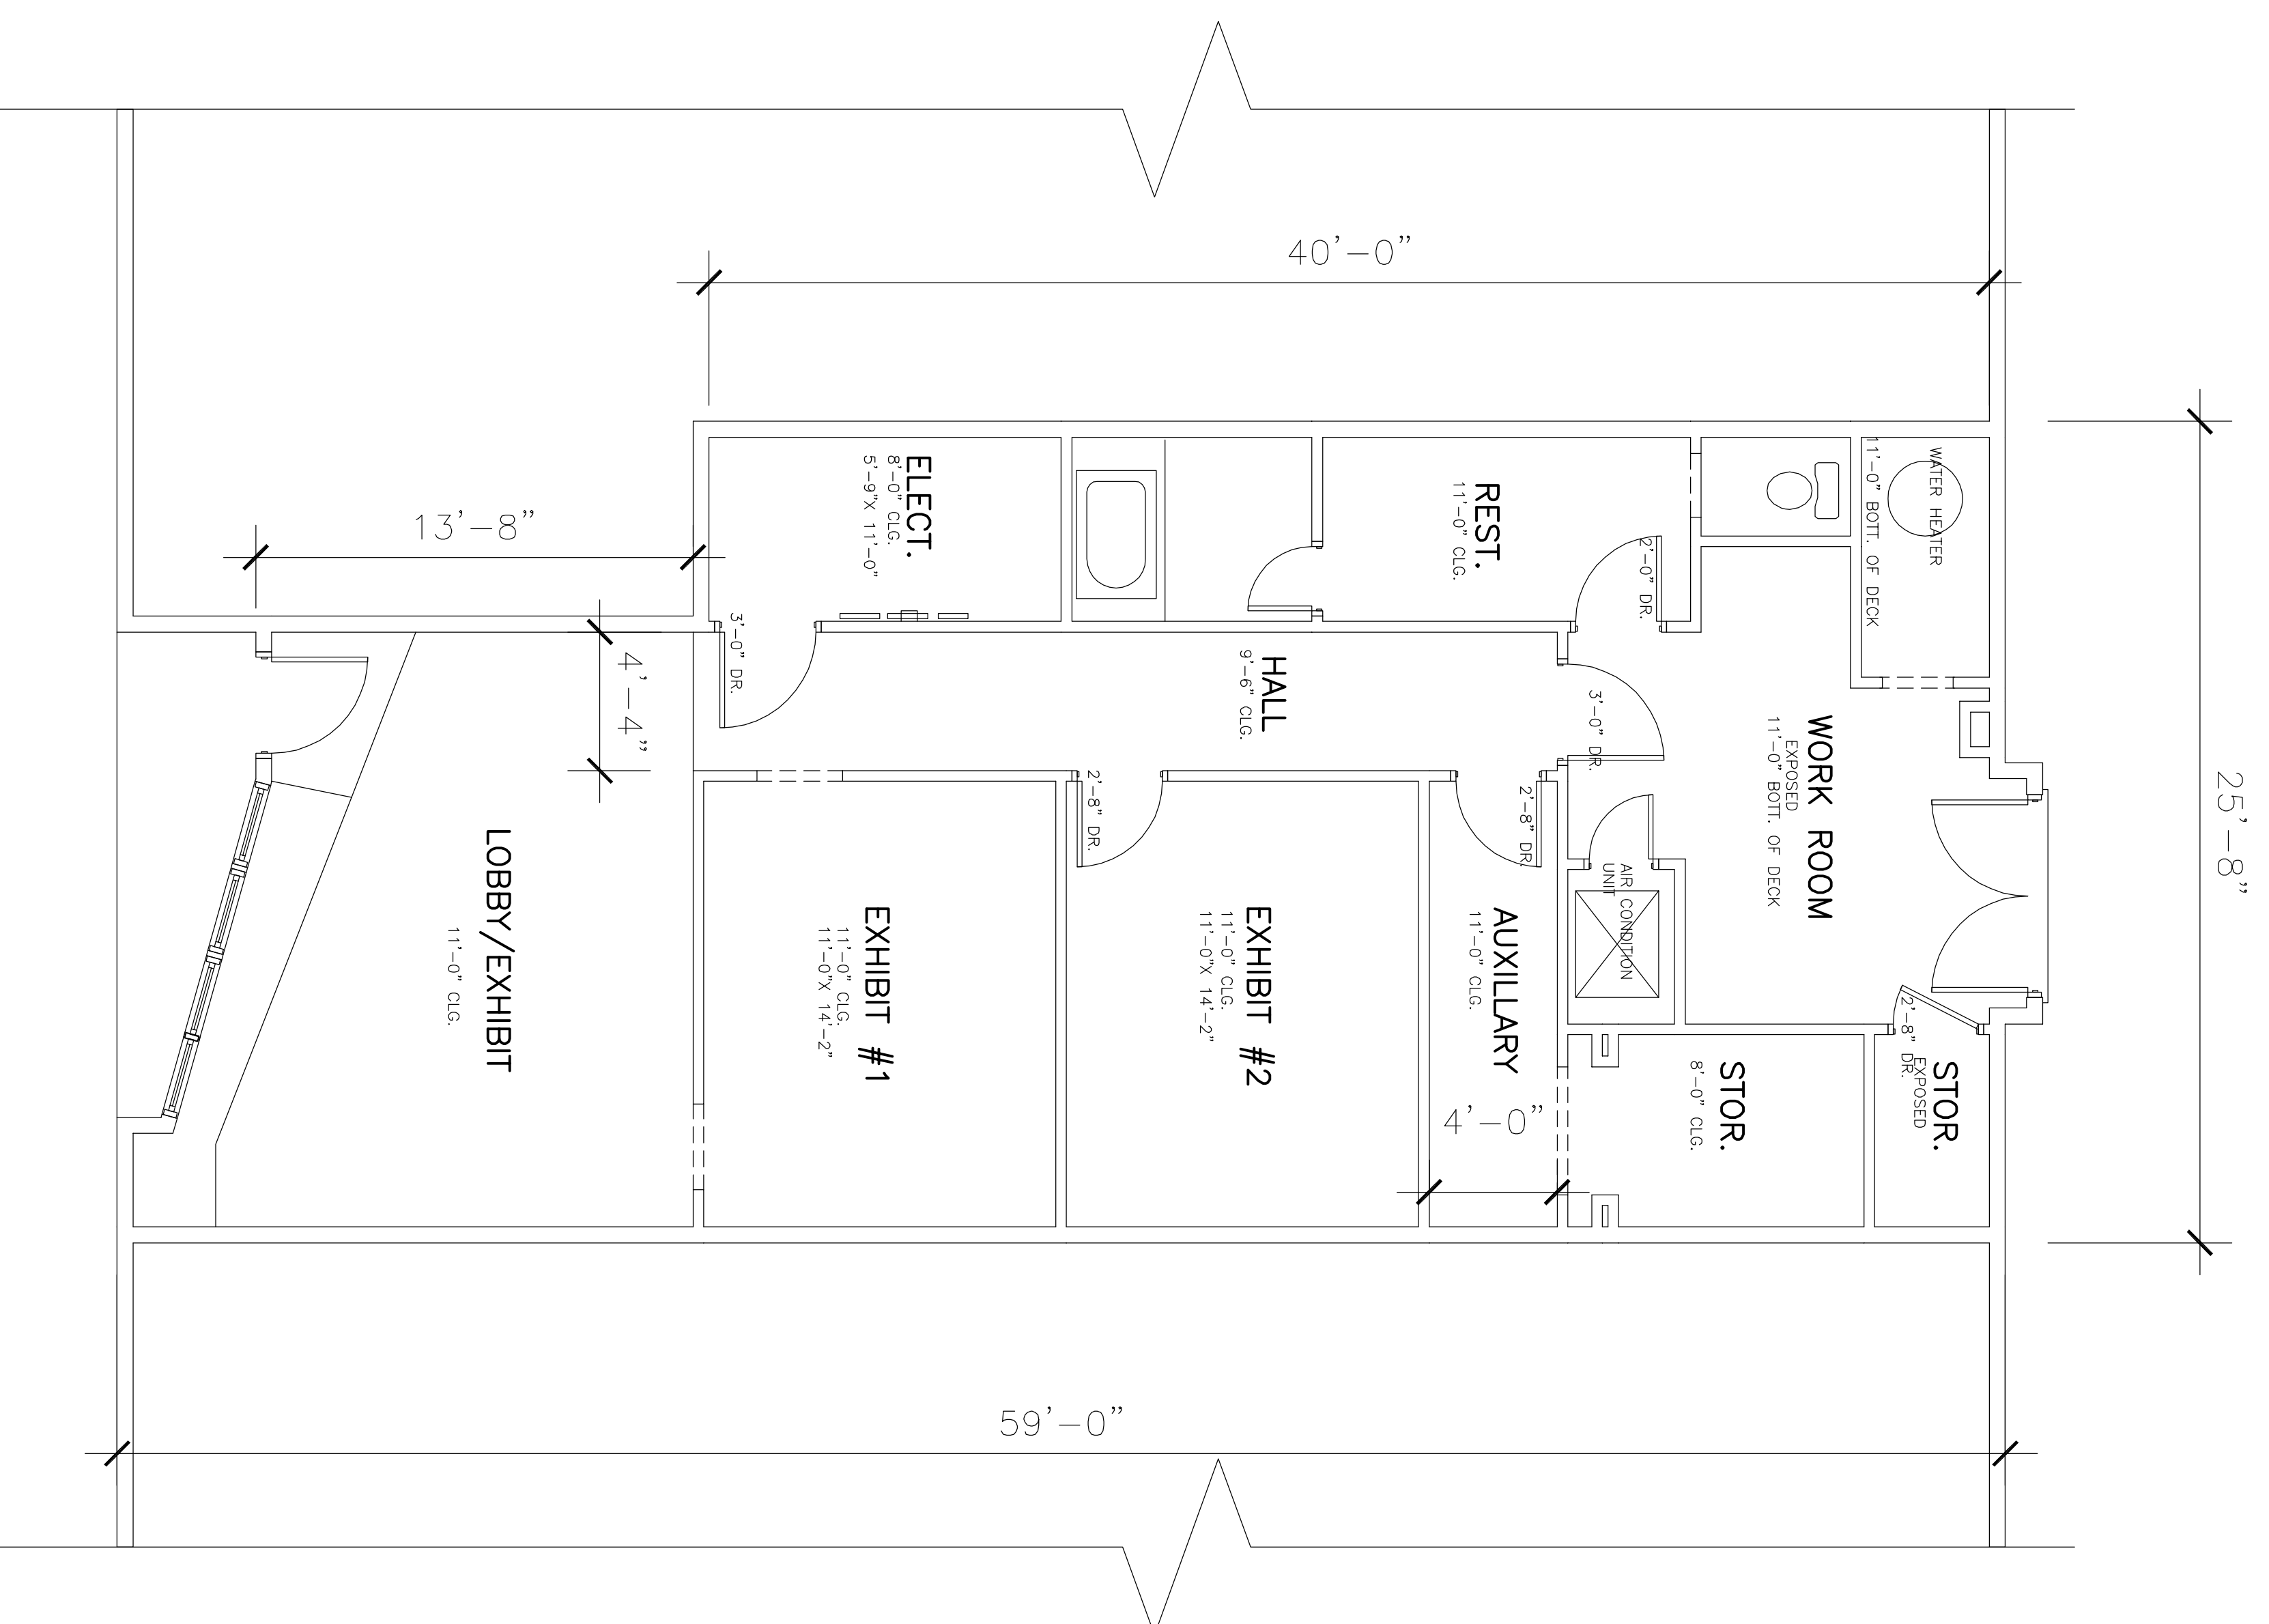 40'-0"
25'-8"
13'-8"
4'-4"
ELECT.
8'-0" CLG.
5'-9"X 11'-0"
3'-0" DR.
REST.
11'-0" CLG.
2'-0" DR.
WATER HEATER
11'-0" BOTT. OF DECK
HALL
9'-6" CLG.
3'-0" DR.
WORK ROOM
EXPOSED
11'-0" BOTT. OF DECK
2'-8" DR.
2'-8" DR.
AIR CONDITION
UNIT
LOBBY/EXHIBIT
11'-0" CLG.
EXHIBIT #1
11'-0" CLG.
11'-0"X 14'-2"
EXHIBIT #2
11'-0" CLG.
11'-0"X 14'-2"
AUXILLARY
11'-0" CLG.
4'-0"
STOR.
8'-0" CLG.
STOR.
EXPOSED
2'-8" DR.
59'-0"